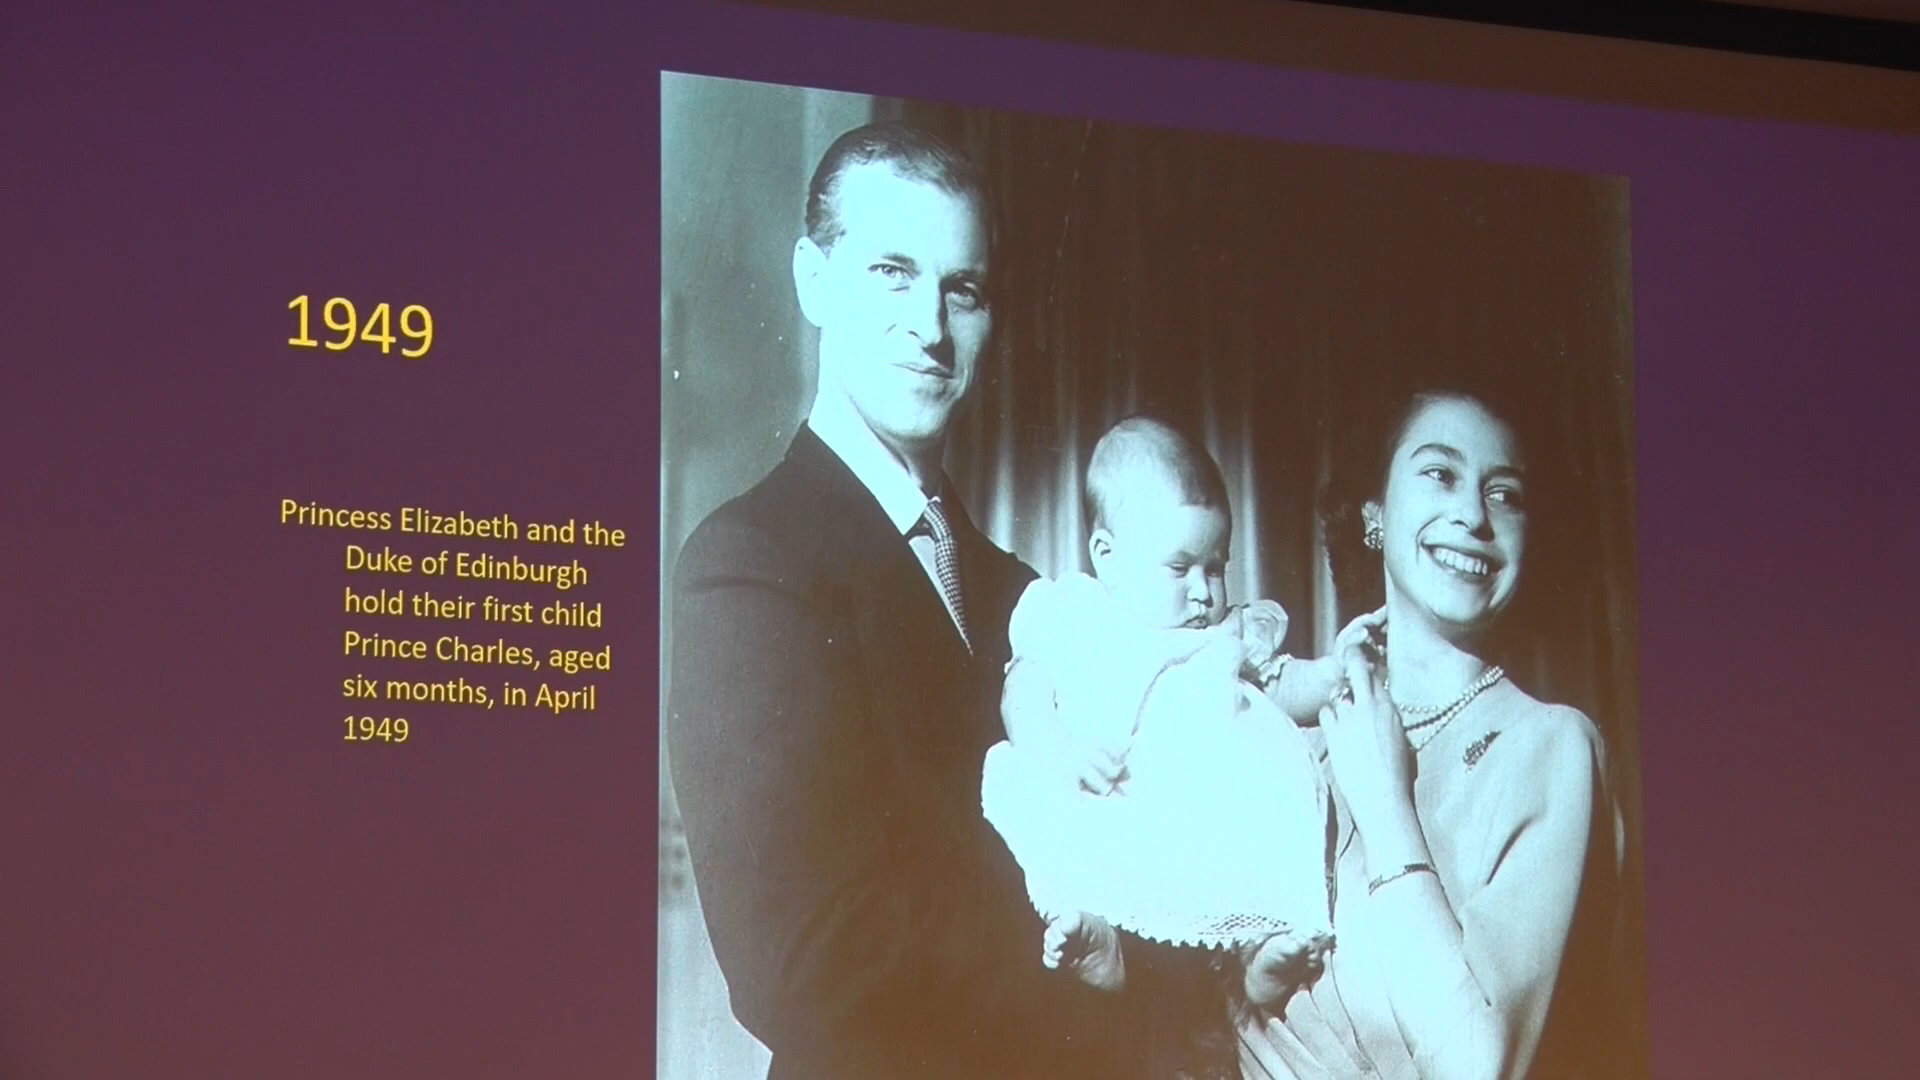 1949
Princess Elizabeth and the
Duke of Edinburgh
hold their first child
Prince Charles, aged
six months, in April
1949